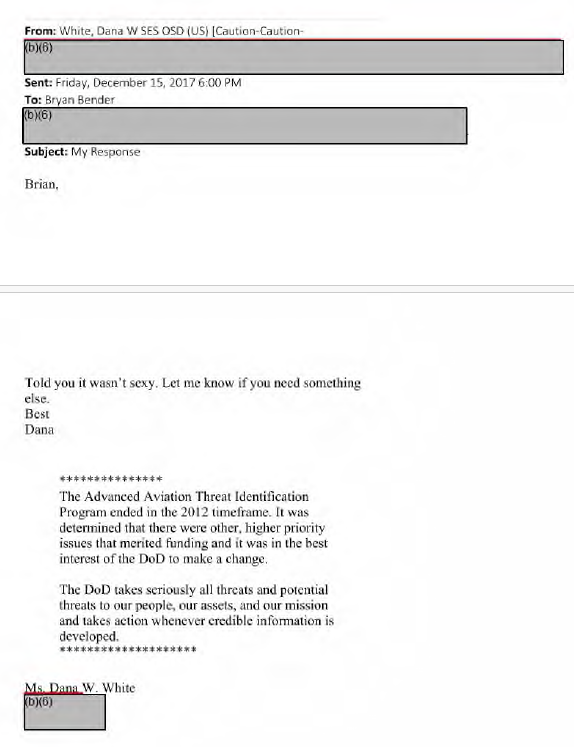 From: White, Dana W SES OSD (US) [Caution-Caution-
(b)(6)
Sent: Friday, December 15, 2017 6:00 PM
To: Bryan Bender
(b)(6)
Subject: My Response
Brian,
Told you it wasn't sexy. Let me know if you need something
else.
Best
Dana
***************
The Advanced Aviation Threat Identification
Program ended in the 2012 timeframe. It was
determined that there were other, higher priority
issues that merited funding and it was in the best
interest of the DoD to make a change.
The DoD takes seriously all threats and potential
threats to our people, our assets, and our mission
and takes action whenever credible information is
developed.
********************
Ms. Dana W. White
(b)(6)